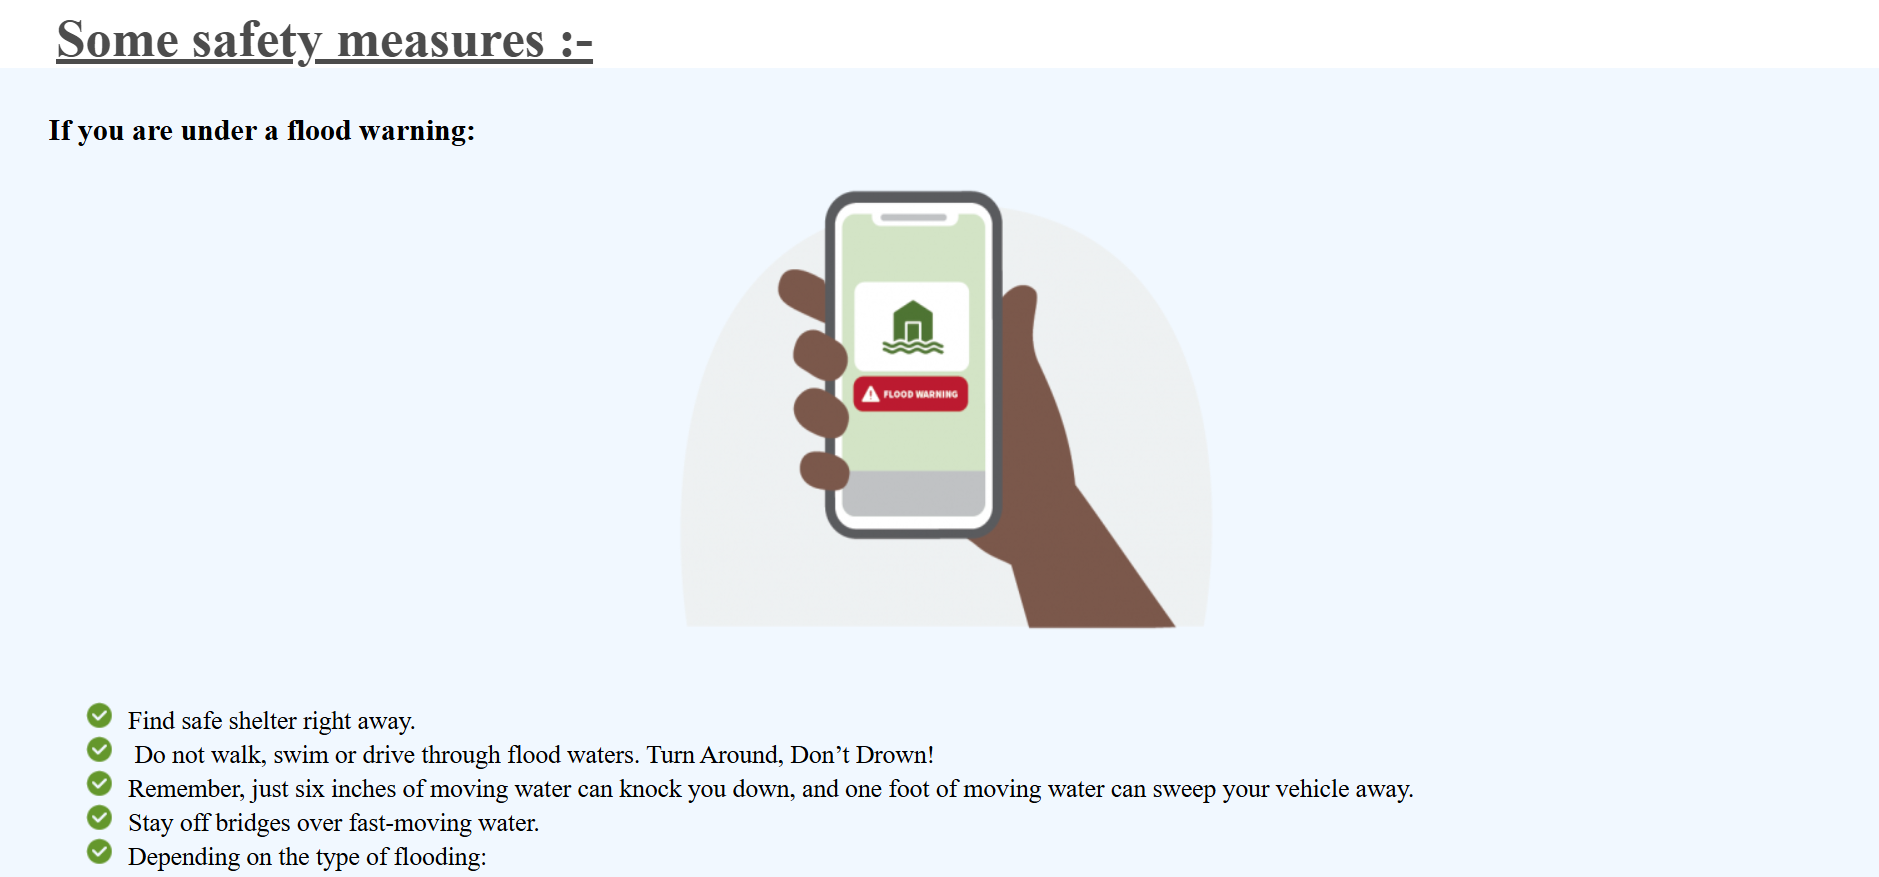 Some safety measures :-
If you are under a flood warning:
FLOOD WARNING
Find safe shelter right away.
Do not walk, swim or drive through flood waters. Turn Around, Don’t Drown!
Remember, just six inches of moving water can knock you down, and one foot of moving water can sweep your vehicle away.
Stay off bridges over fast-moving water.
Depending on the type of flooding: